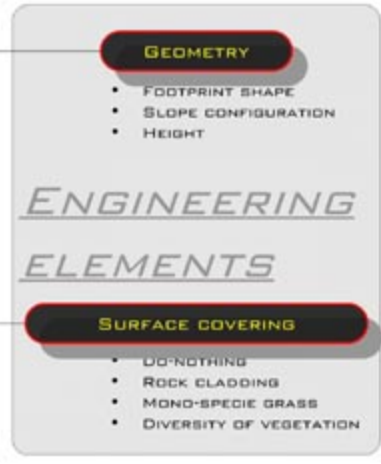 GEOMETRY
• FOOTPRINT SHAPE
• SLOPE CONFIGURATION
• HEIGHT
ENGINEERING
ELEMENTS
SURFACE COVERING
• DO-NOTHING
• ROCK CLADDING
• MONO-SPECIE GRASS
• DIVERSITY OF VEGETATION